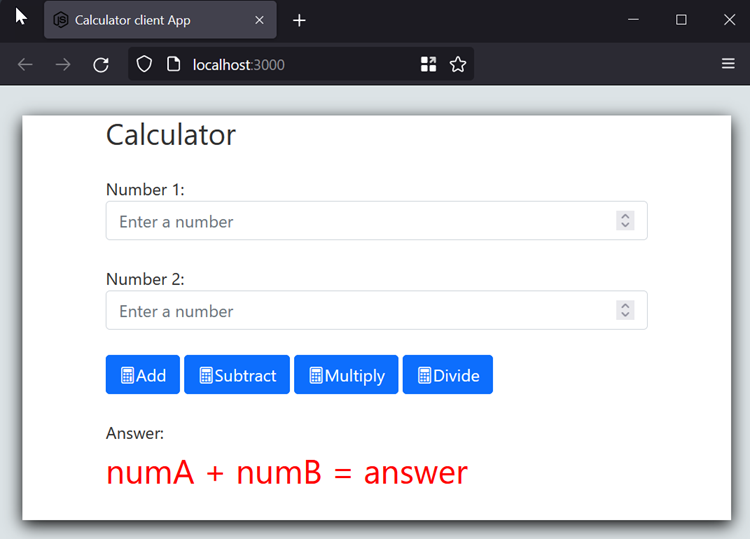 Calculator client App
localhost:3000
Calculator
Number 1:
Enter a number
Number 2:
Enter a number
Add Subtract Multiply Divide
Answer:
numA + numB = answer